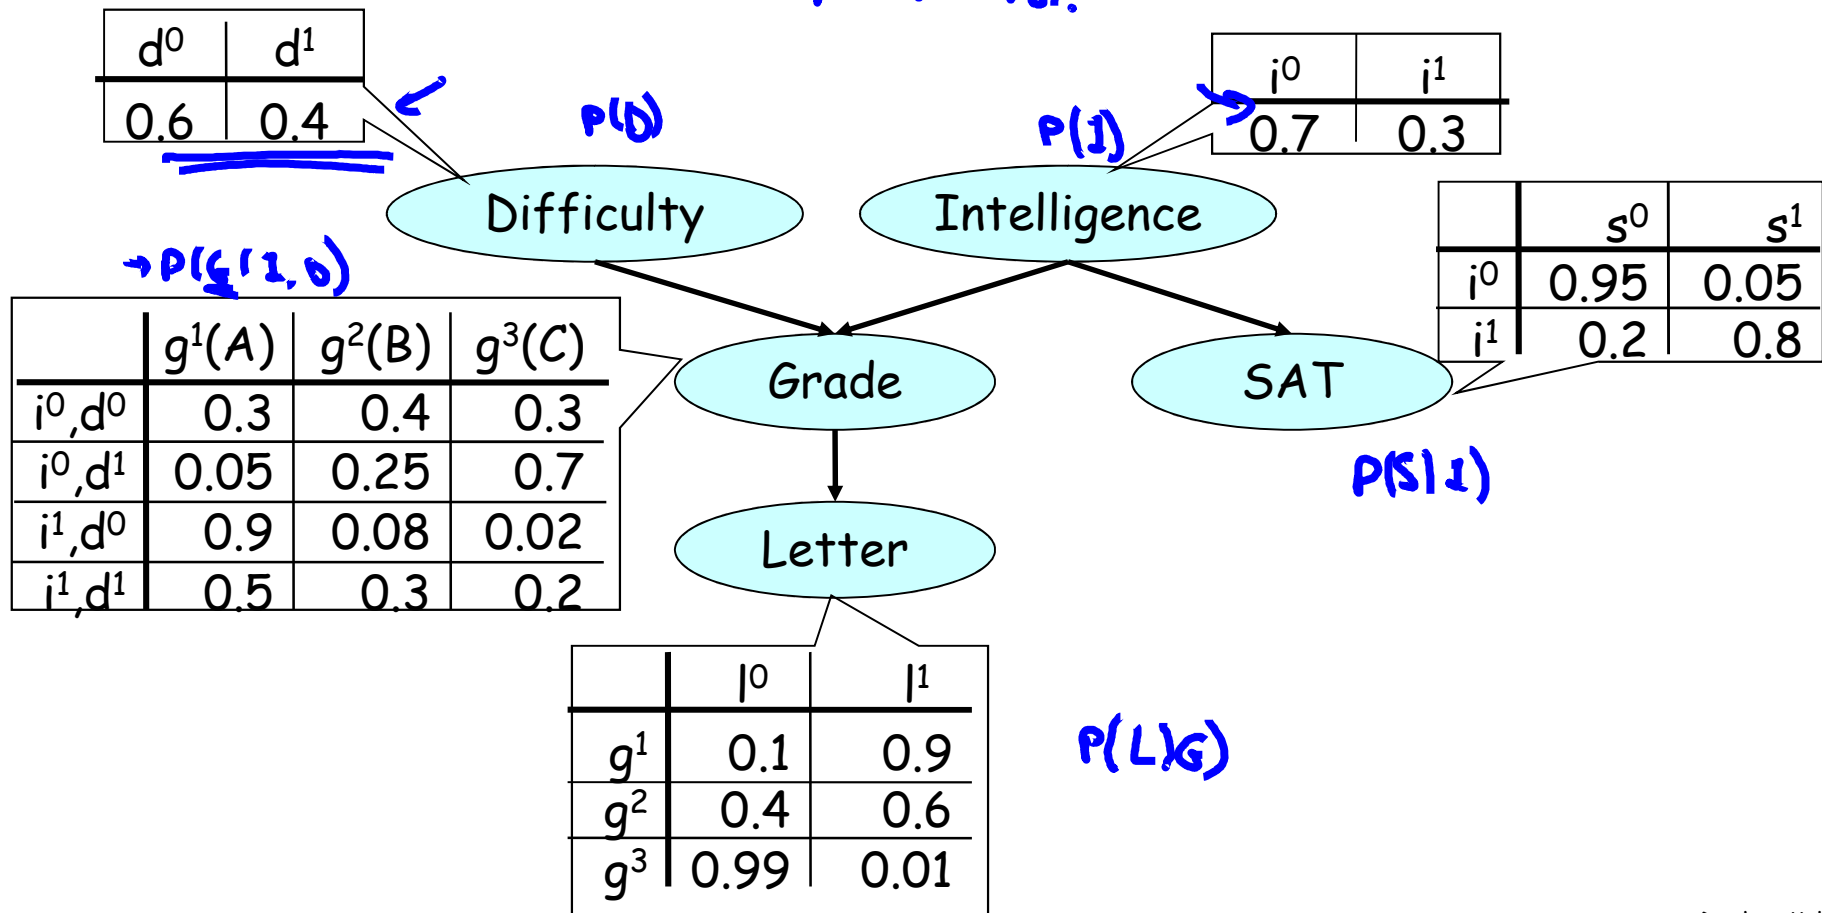 d⁰ d¹
0.6 0.4
P(D)
P(I)
i⁰ i¹
0.7 0.3
Difficulty
Intelligence
s⁰ s¹
i⁰ 0.95 0.05
i¹ 0.2 0.8
P(G|I,D)
g¹(A) g²(B) g³(C)
i⁰,d⁰ 0.3 0.4 0.3
i⁰,d¹ 0.05 0.25 0.7
i¹,d⁰ 0.9 0.08 0.02
i¹,d¹ 0.5 0.3 0.2
Grade
SAT
P(S|I)
Letter
l⁰ l¹
g¹ 0.1 0.9
g² 0.4 0.6
g³ 0.99 0.01
P(L|G)